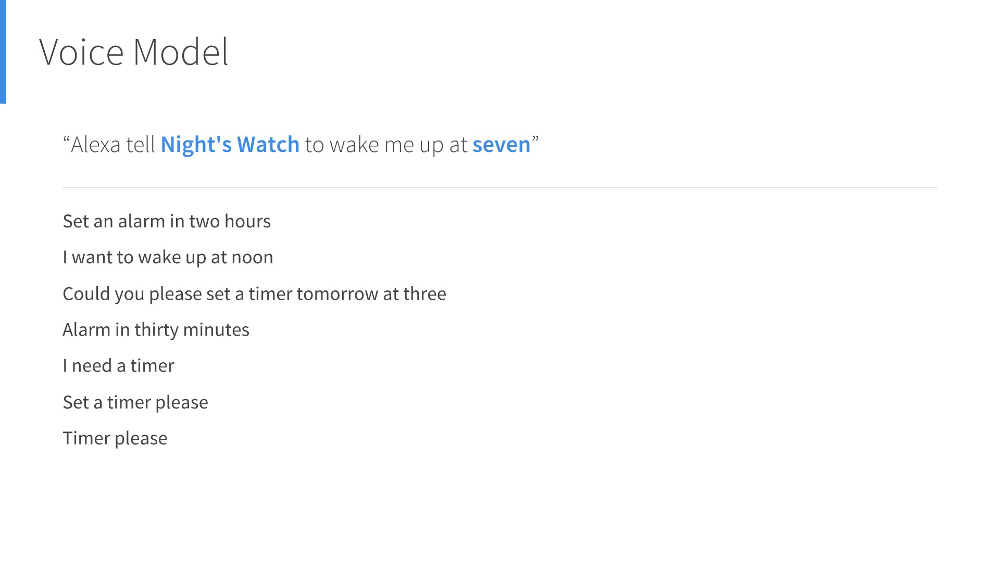 Voice Model
“Alexa tell Night's Watch to wake me up at seven”
Set an alarm in two hours
I want to wake up at noon
Could you please set a timer tomorrow at three
Alarm in thirty minutes
I need a timer
Set a timer please
Timer please